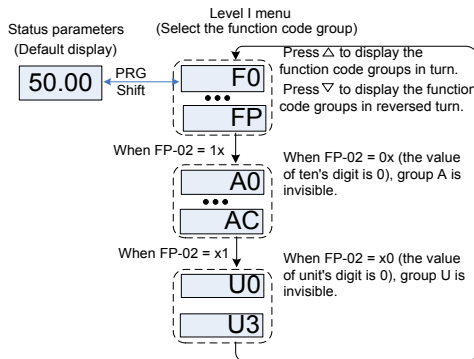 Level I menu
(Select the function code group)
Status parameters
(Default display)
50.00
PRG
Shift
F0
•••
FP
Press △ to display the
function code groups in turn.
Press ▽ to display the function
code groups in reversed turn.
When FP-02 = 1x
A0
•••
AC
When FP-02 = 0x (the value
of ten's digit is 0), group A is
invisible.
When FP-02 = x1
U0
U3
When FP-02 = x0 (the value
of unit's digit is 0), group U is
invisible.